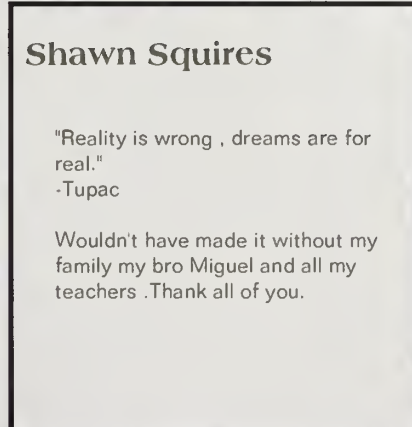 Shawn Squires
"Reality is wrong , dreams are for
real."
-Tupac
Wouldn't have made it without my
family my bro Miguel and all my
teachers .Thank all of you.